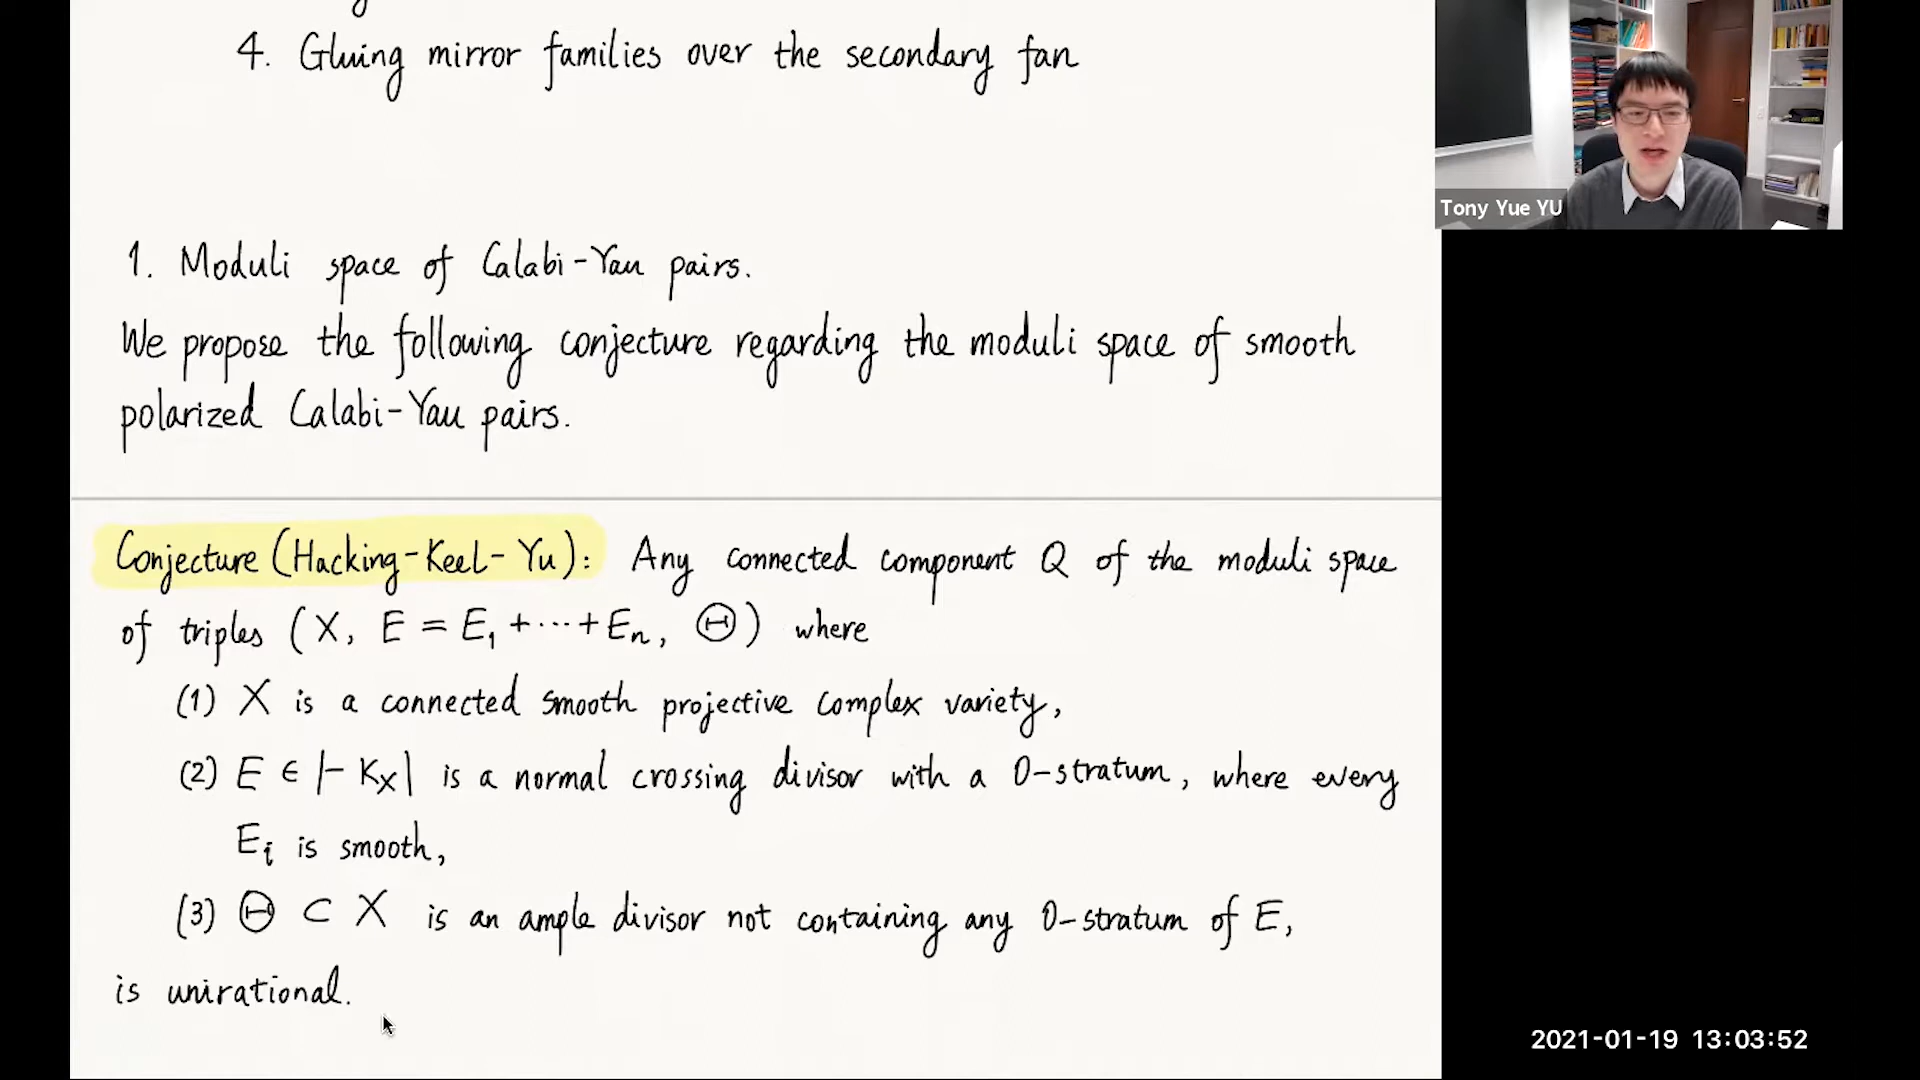 4. Gluing mirror families over the secondary fan
Tony Yue YU
1. Moduli space of Calabi-Yau pairs.
We propose the following conjecture regarding the moduli space of smooth
polarized Calabi-Yau pairs.
Conjecture (Hacking-Keel-Yu): Any connected component Q of the moduli space
of triples (X, E = E₁ + ··· + Eₙ, Θ) where
(1) X is a connected smooth projective complex variety,
(2) E ∈ |-K_X| is a normal crossing divisor with a 0-stratum, where every
Eᵢ is smooth,
(3) Θ ⊂ X is an ample divisor not containing any 0-stratum of E,
is unirational.
2021-01-19 13:03:52